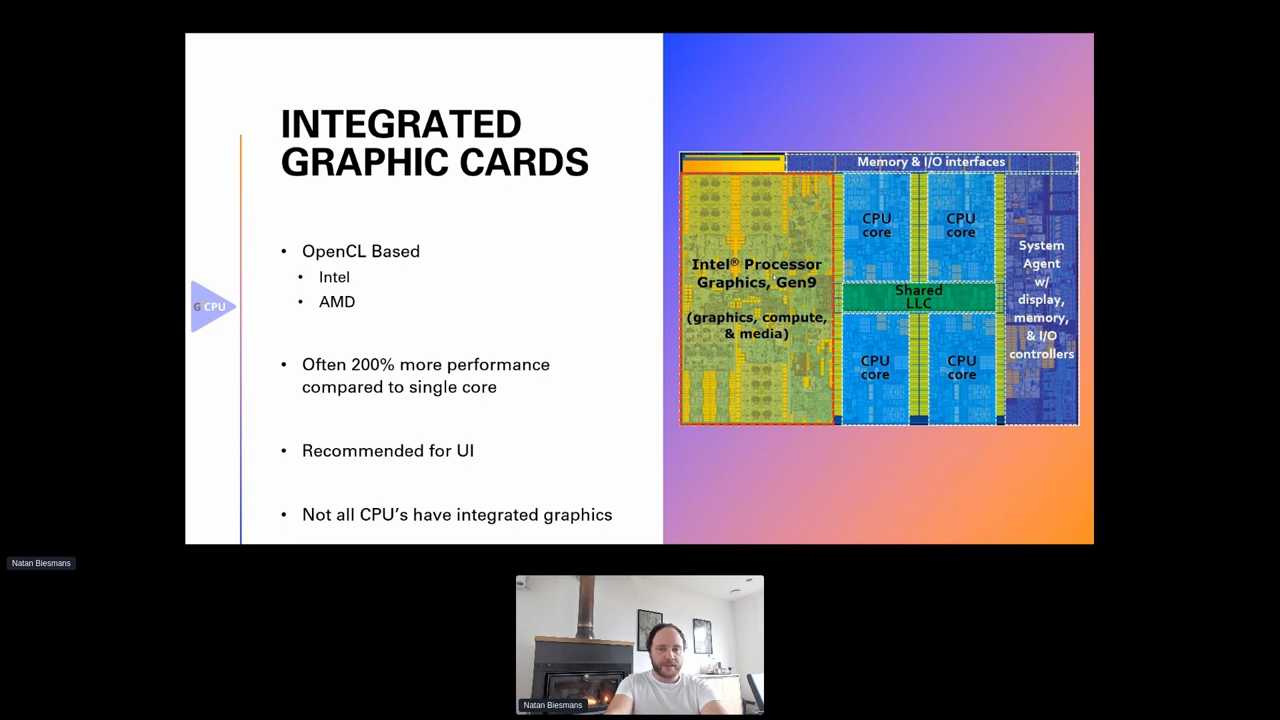 INTEGRATED
GRAPHIC CARDS
• OpenCL Based
• Intel
• AMD
G CPU
• Often 200% more performance
compared to single core
• Recommended for UI
• Not all CPU’s have integrated graphics
Memory & I/O interfaces
Intel® Processor
Graphics, Gen9
(graphics, compute,
& media)
CPU
core
CPU
core
Shared
LLC
CPU
core
CPU
core
System
Agent
w/
display,
memory,
& I/O
controllers
Natan Biesmans
Natan Biesmans